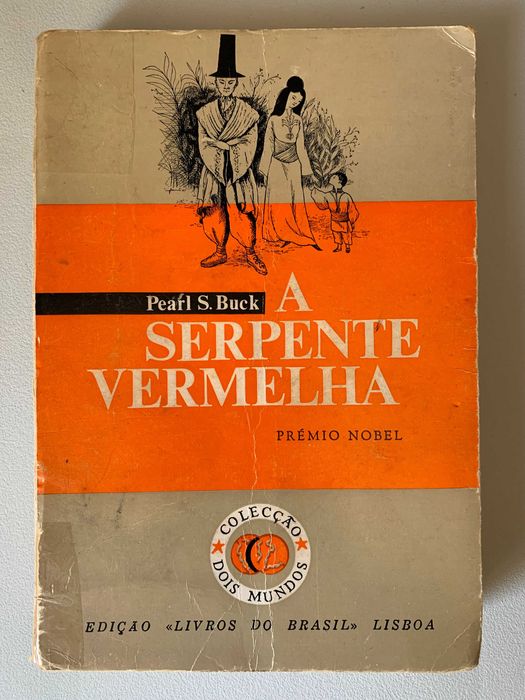 Pearl S. Buck
A
SERPENTE
VERMELHA
PRÉMIO NOBEL
COLECÇÃO
DOIS MUNDOS
EDIÇÃO «LIVROS DO BRASIL» LISBOA